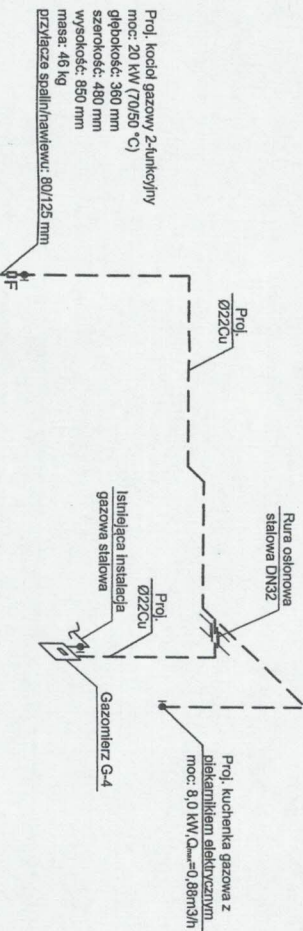 Proj. kocioł gazowy 2-funkcyjny
moc: 20 kW (70/50 °C)
głębokość: 360 mm
szerokość: 480 mm
wysokość: 850 mm
masa: 46 kg
przyłącze spalin/nawiewu: 80/125 mm
F
Proj.
Ø22Cu
Rura osłonowa
stalowa DN32
Istniejąca instalacja
gazowa stalowa
Proj.
Ø22Cu
Gazomierz G-4
Proj. kuchenka gazowa z
piekarnikiem elektrycznym
moc: 8,0 kW,Qmax=0,88m3/h